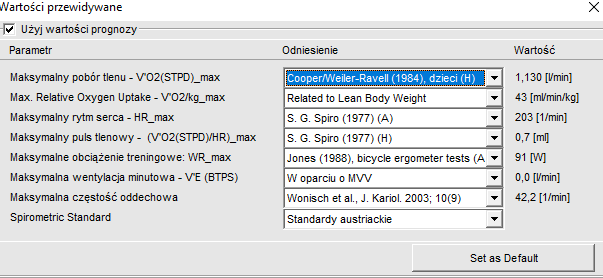 Wartości przewidywane
Użyj wartości prognozy
Parametr Odniesienie Wartość
Maksymalny pobór tlenu - V'O2(STPD)_max Cooper/Weiler-Ravell (1984), dzieci (H) 1,130 [l/min]
Max. Relative Oxygen Uptake - V'O2/kg_max Related to Lean Body Weight 43 [ml/min/kg]
Maksymalny rytm serca - HR_max S. G. Spiro (1977) (A) 203 [1/min]
Maksymalny puls tlenowy - (V'O2(STPD)/HR)_max S. G. Spiro (1977) (H) 0,7 [ml]
Maksymalne obciążenie treningowe: WR_max Jones (1988), bicycle ergometer tests (A 91 [W]
Maksymalna wentylacja minutowa - V'E (BTPS) W oparciu o MVV 0,0 [l/min]
Maksymalna częstość oddechowa Wonisch et al., J. Kariol. 2003; 10(9) 42,2 [1/min]
Spirometric Standard Standardy austriackie
Set as Default